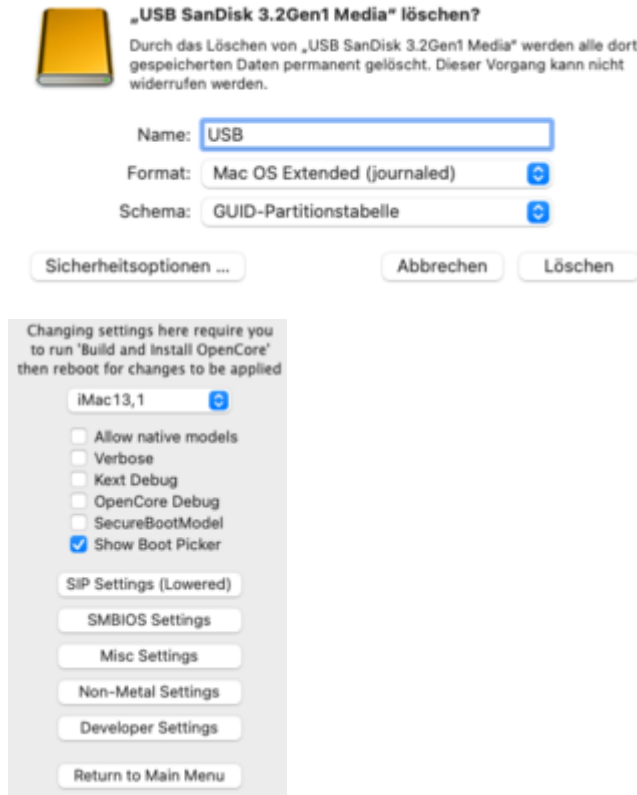 „USB SanDisk 3.2Gen1 Media“ löschen?
Durch das Löschen von „USB SanDisk 3.2Gen1 Media“ werden alle dort
gespeicherten Daten permanent gelöscht. Dieser Vorgang kann nicht
widerrufen werden.
Name: USB
Format: Mac OS Extended (journaled)
Schema: GUID-Partitionstabelle
Sicherheitsoptionen ... Abbrechen Löschen
Changing settings here require you
to run 'Build and Install OpenCore'
then reboot for changes to be applied
iMac13,1
Allow native models
Verbose
Kext Debug
OpenCore Debug
SecureBootModel
Show Boot Picker
SIP Settings (Lowered)
SMBIOS Settings
Misc Settings
Non-Metal Settings
Developer Settings
Return to Main Menu